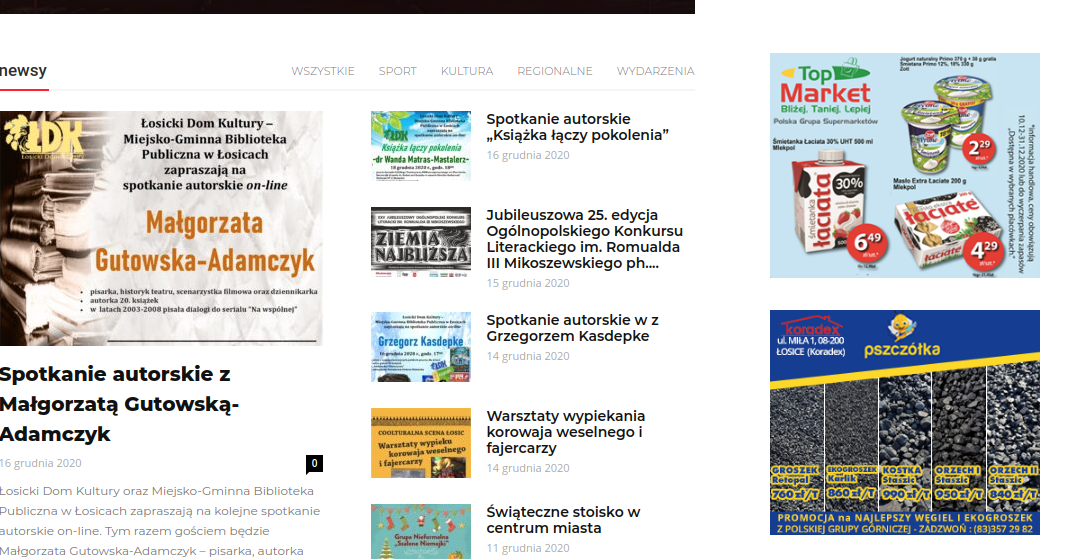 newsy
WSZYSTKIE SPORT KULTURA REGIONALNE WYDARZENIA
ŁDK
Łosicki Dom Kultury –
Miejsko-Gminna Biblioteka
Publiczna w Łosicach
zapraszają na
spotkanie autorskie on-line
Małgorzata
Gutowska-Adamczyk
• pisarka, historyk teatru, scenarzystka filmowa oraz dziennikarka
• autorka 20. książek
• w latach 2003-2008 pisała dialogi do serialu "Na wspólnej"
Spotkanie autorskie z
Małgorzatą Gutowską-
Adamczyk
16 grudnia 2020
0
Łosicki Dom Kultury oraz Miejsko-Gminna Biblioteka
Publiczna w Łosicach zapraszają na kolejne spotkanie
autorskie on-line. Tym razem gościem będzie
Małgorzata Gutowska-Adamczyk – pisarka, autorka
ŁDK
Książka łączy pokolenia
-dr Wanda Matras-Mastalerz-
Spotkanie autorskie
„Książka łączy pokolenia”
16 grudnia 2020
ZIEMIA
NAJBLIŻSZA
Jubileuszowa 25. edycja
Ogólnopolskiego Konkursu
Literackiego im. Romualda
III Mikoszewskiego ph....
15 grudnia 2020
Grzegorz Kasdepke
16 grudnia 2020 r. godz. 17
Spotkanie autorskie w z
Grzegorzem Kasdepke
14 grudnia 2020
COOLTURALNA SCENA ŁOSIC
Warsztaty wypieku
korowaja weselnego
i fajercarzy
Warsztaty wypiekania
korowaja weselnego i
fajercarzy
14 grudnia 2020
Grupa Nieformalna
"Szalone Niemojki"
Świąteczne stoisko w
centrum miasta
11 grudnia 2020
Top
Market
Bliżej. Taniej. Lepiej
Polska Grupa Supermarketów
Jogurt naturalny Primo 370 g + 30 g gratis
Śmietana Primo 12%, 18% 330 g
Zott
229
Śmietanka Łaciata 30% UHT 500 ml
Mlekpol
łaciata
śmietanka
30%
500
6 49
Masło Extra Łaciate 200 g
Mlekpol
łaciate
4 29
10.12-31.12.2020 lub do wyczerpania zapasów
"Informacja handlowa, ceny obowiązują
„Dostępne w wybranych placówkach”
koradex
ul. MIŁA 1, 08-200
ŁOSICE (Koradex)
pszczółka
GROSZEK
Retopal
760 zł/T
EKOGROSZEK
Karlik
860 zł/T
KOSTKA
Staszic
990 zł/T
ORZECH I
Staszic
950 zł/T
ORZECH II
Staszic
840 zł/T
PROMOCJA na NAJLEPSZY WĘGIEL I EKOGROSZEK
Z POLSKIEJ GRUPY GÓRNICZEJ - ZADZWOŃ : (83)357 29 82